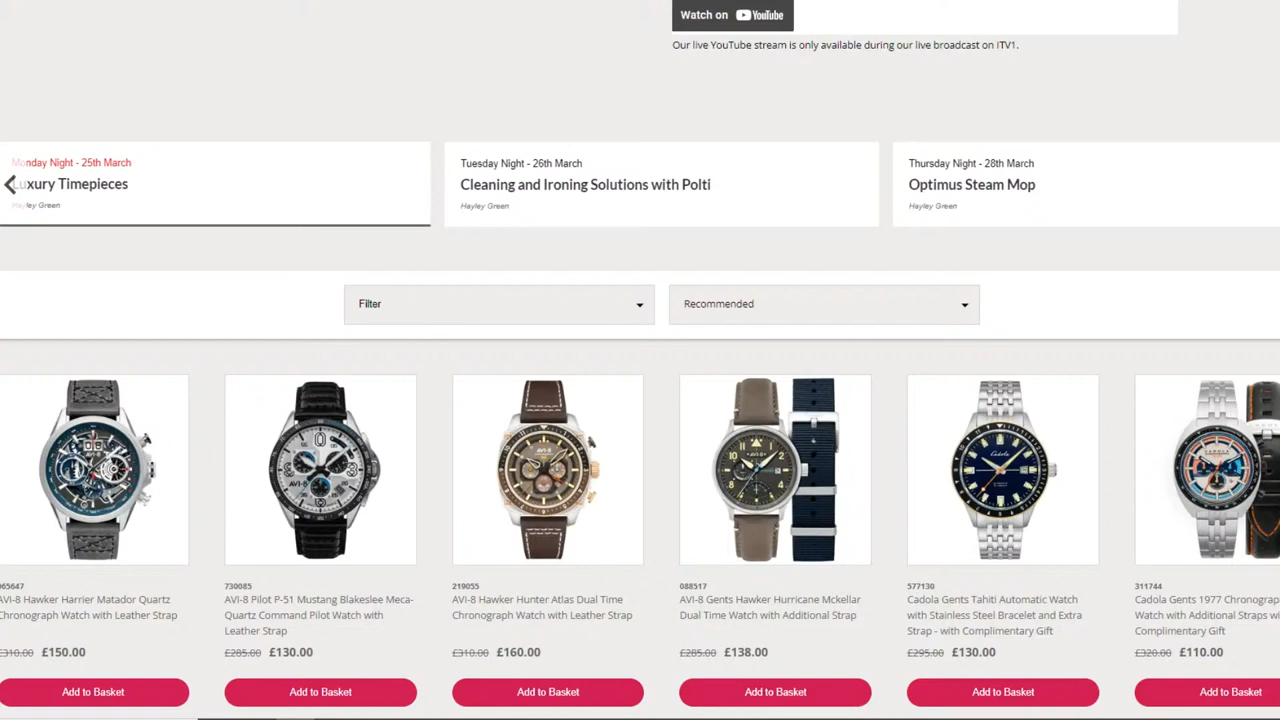 Watch on YouTube
Our live YouTube stream is only available during our live broadcast on ITV1.
Monday Night - 25th March
Luxury Timepieces
Hayley Green
Tuesday Night - 26th March
Cleaning and Ironing Solutions with Polti
Hayley Green
Thursday Night - 28th March
Optimus Steam Mop
Hayley Green
Filter
Recommended
065647
AVI-8 Hawker Harrier Matador Quartz
Chronograph Watch with Leather Strap
£310.00 £150.00
Add to Basket
730085
AVI-8 Pilot P-51 Mustang Blakeslee Meca-
Quartz Command Pilot Watch with
Leather Strap
£285.00 £130.00
Add to Basket
219055
AVI-8 Hawker Hunter Atlas Dual Time
Chronograph Watch with Leather Strap
£310.00 £160.00
Add to Basket
088517
AVI-8 Gents Hawker Hurricane Mckellar
Dual Time Watch with Additional Strap
£285.00 £138.00
Add to Basket
577130
Cadola Gents Tahiti Automatic Watch
with Stainless Steel Bracelet and Extra
Strap - with Complimentary Gift
£295.00 £130.00
Add to Basket
311744
Cadola Gents 1977 Chronograp
Watch with Additional Straps wi
Complimentary Gift
£320.00 £110.00
Add to Basket